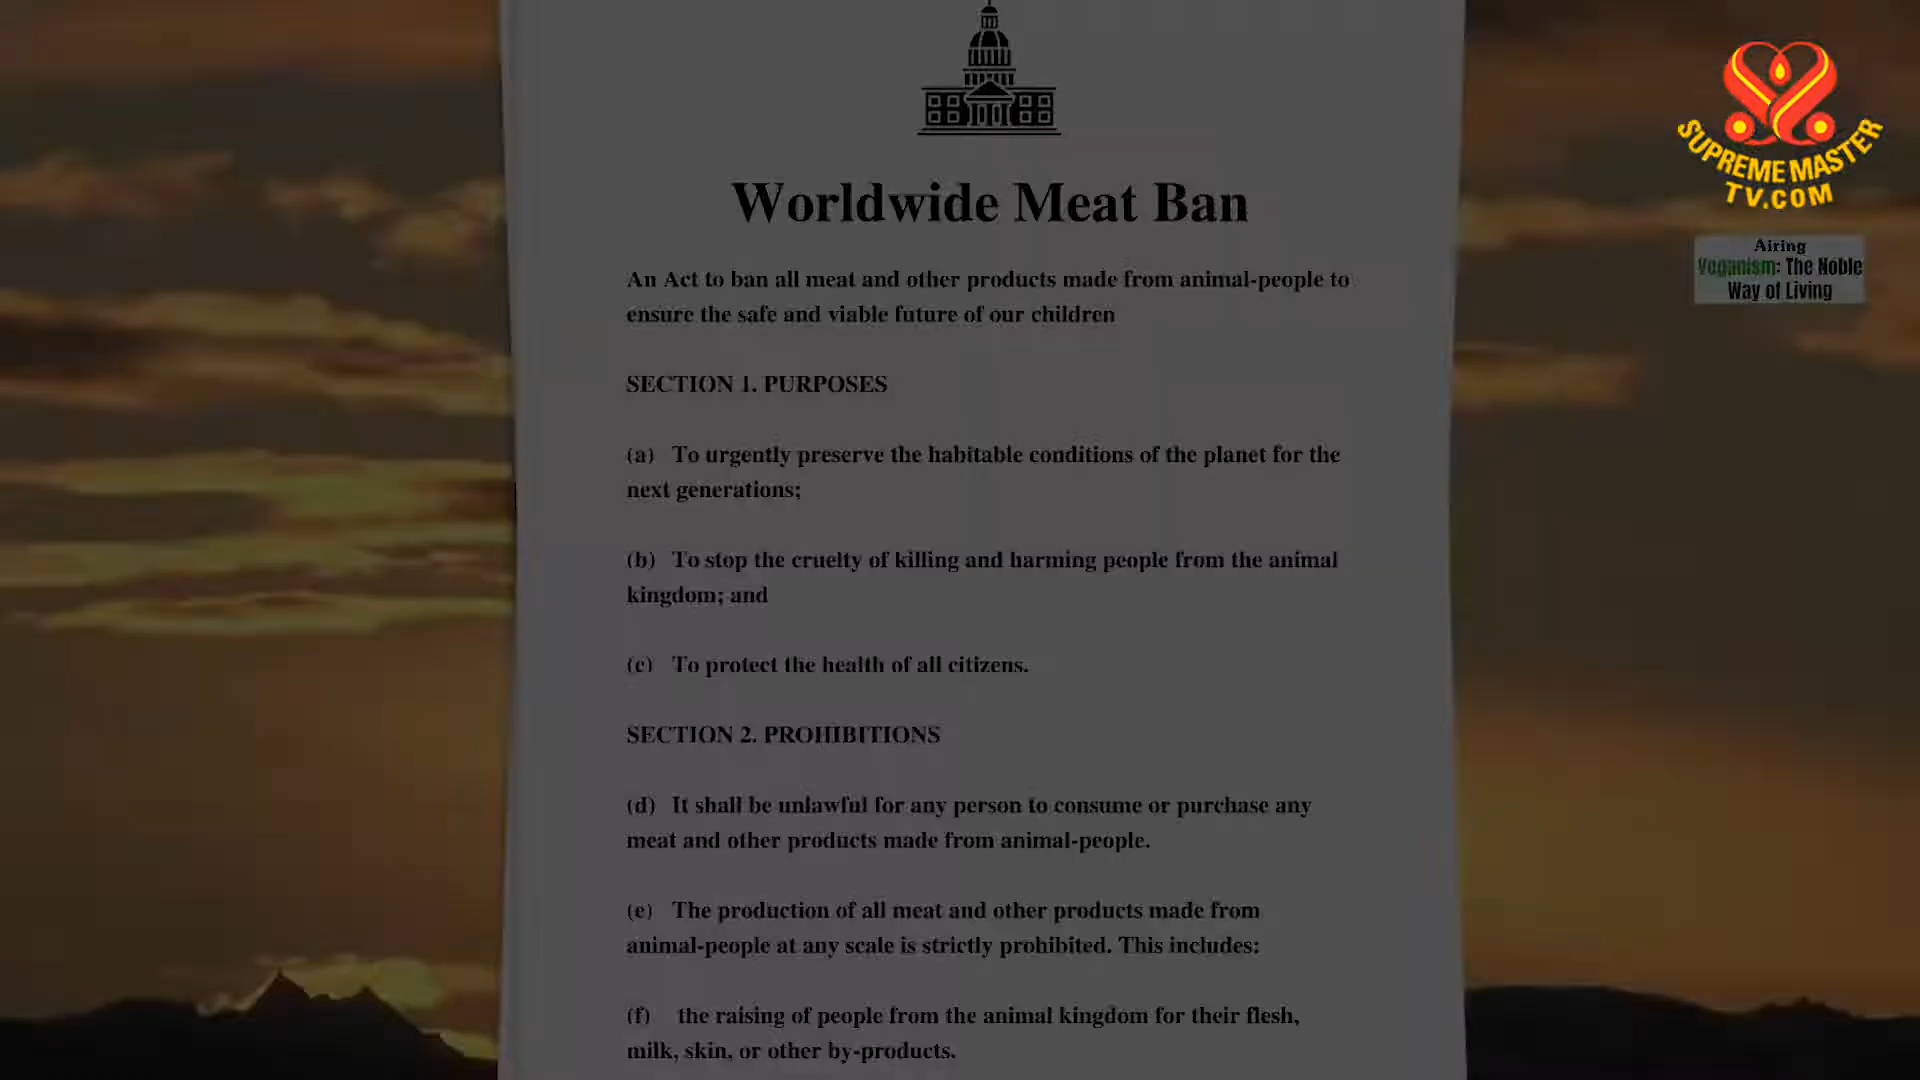 Worldwide Meat Ban
An Act to ban all meat and other products made from animal-people to
ensure the safe and viable future of our children
SECTION 1. PURPOSES
(a) To urgently preserve the habitable conditions of the planet for the
next generations;
(b) To stop the cruelty of killing and harming people from the animal
kingdom; and
(c) To protect the health of all citizens.
SECTION 2. PROHIBITIONS
(d) It shall be unlawful for any person to consume or purchase any
meat and other products made from animal-people.
(e) The production of all meat and other products made from
animal-people at any scale is strictly prohibited. This includes:
(f) the raising of people from the animal kingdom for their flesh,
milk, skin, or other by-products.
SUPREME MASTER
TV.COM
Airing
Veganism: The Noble
Way of Living